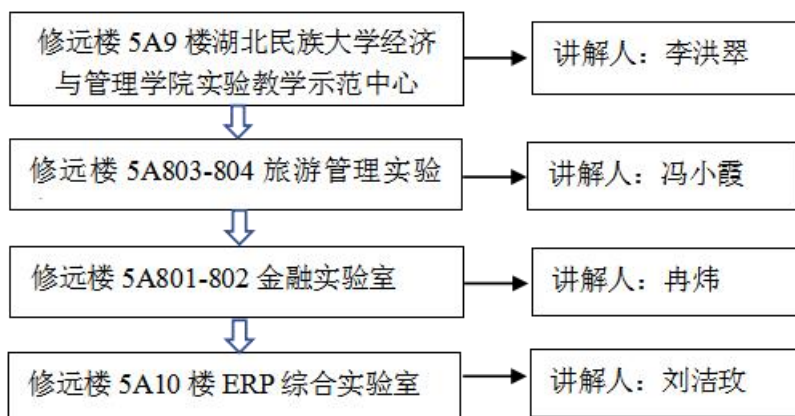 修远楼 5A9 楼湖北民族大学经济
与管理学院实验教学示范中心
讲解人：李洪翠
修远楼 5A803-804 旅游管理实验
讲解人：冯小霞
修远楼 5A801-802 金融实验室
讲解人：冉炜
修远楼 5A10 楼 ERP 综合实验室
讲解人：刘洁玫